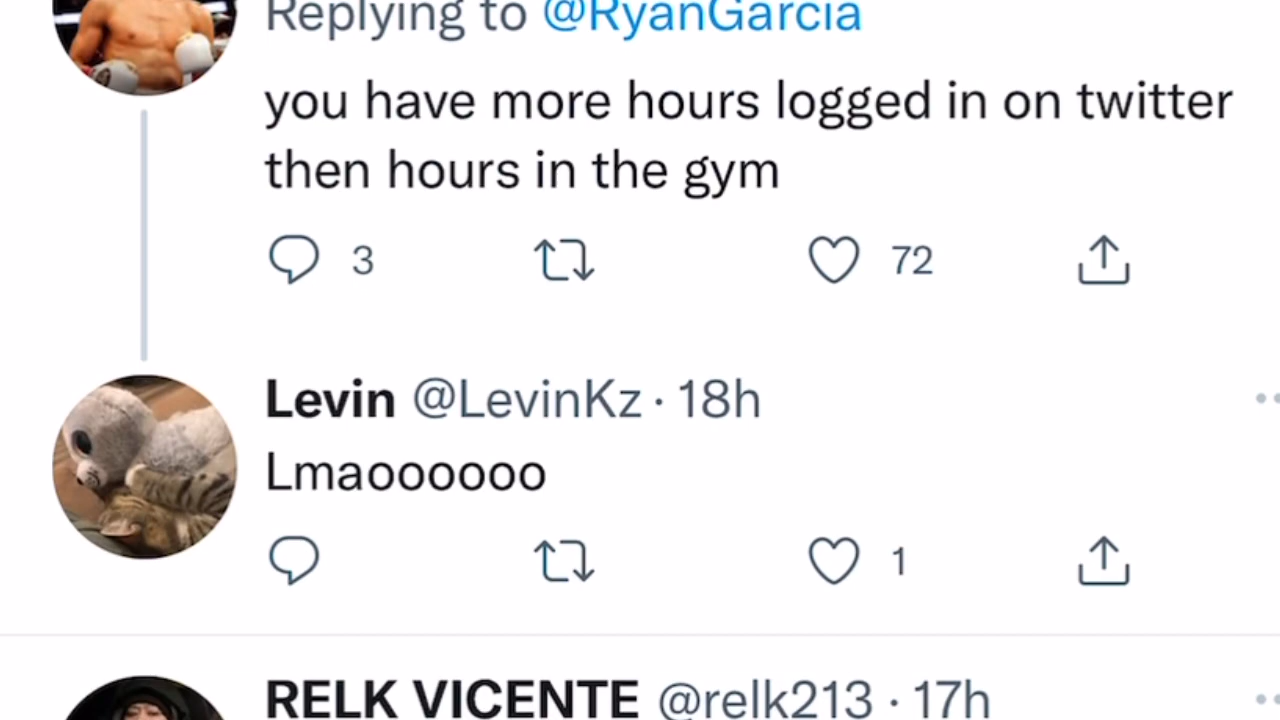 Replying to @RyanGarcia
you have more hours logged in on twitter
then hours in the gym
3 72
Levin @LevinKz · 18h
Lmaoooooo
1
RELK VICENTE @relk213 · 17h